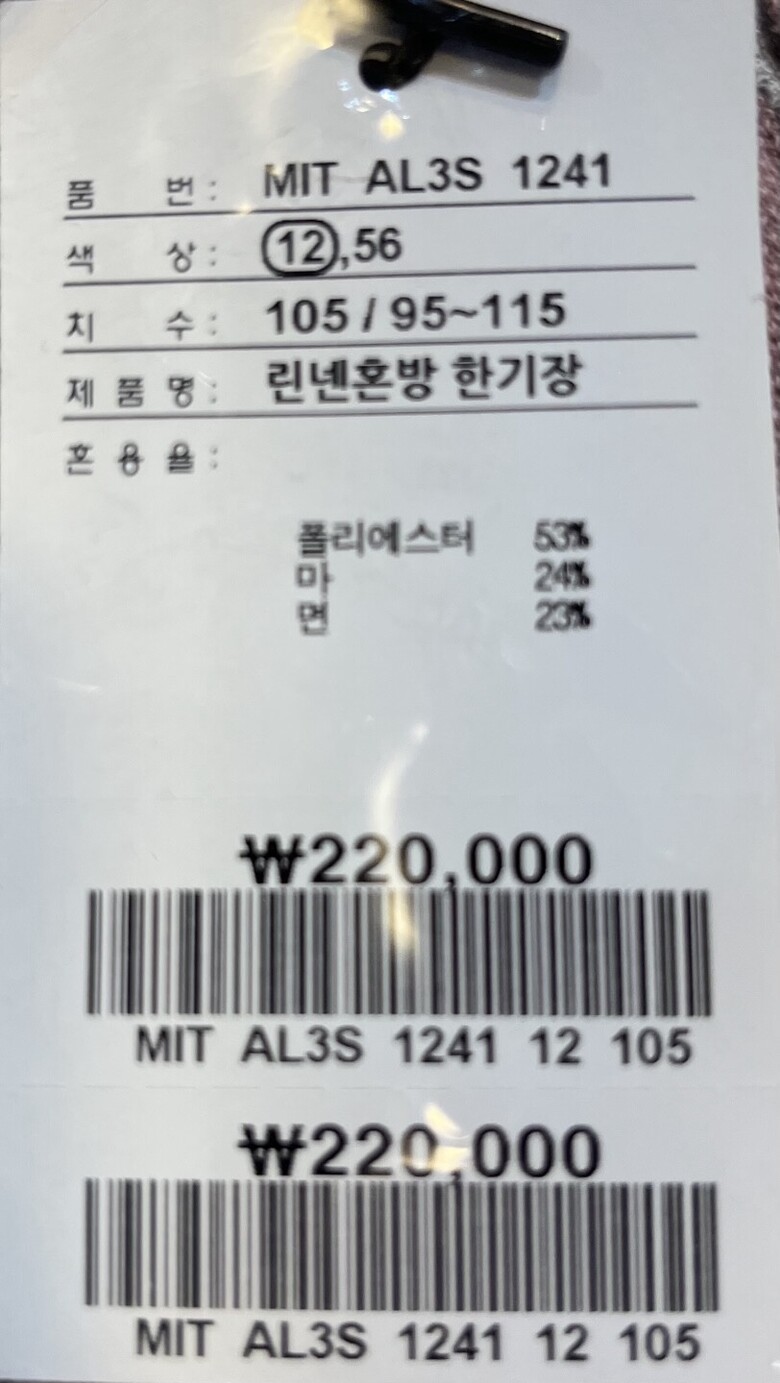 품 번 : MIT AL3S 1241
색 상 : 12,56
치 수 : 105 / 95~115
제 품 명 : 린넨혼방 한기장
혼 용 율 :
폴리에스터 53%
마 24%
면 23%
₩220,000
MIT AL3S 1241 12 105
₩220,000
MIT AL3S 1241 12 105